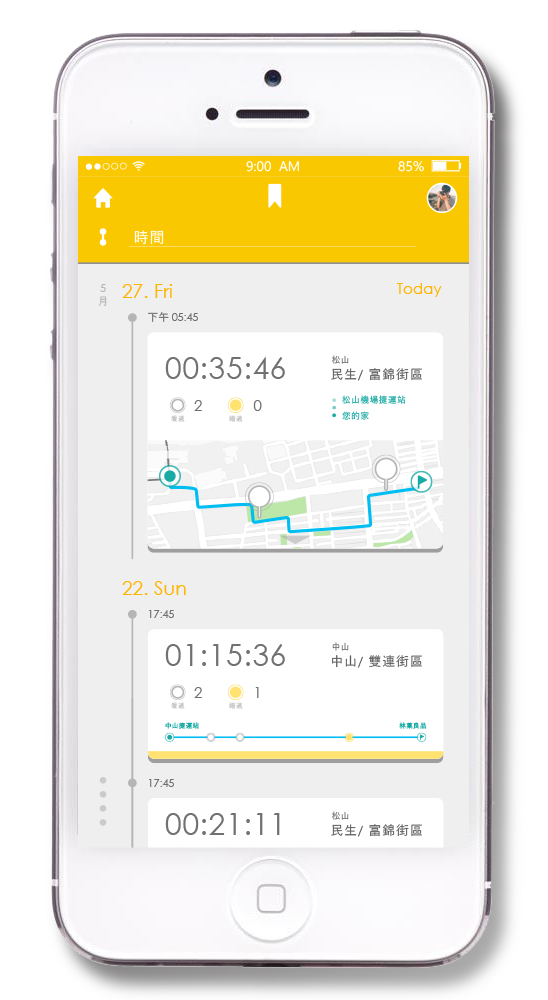 9:00 AM
85%
時間
5
月
27. Fri
Today
下午 05:45
00:35:46
松山
民生/ 富錦街區
2
0
松山機場捷運站
您的家
22. Sun
17:45
01:15:36
中山
中山/ 雙連街區
2
1
中山捷運站
林業良品
17:45
00:21:11
松山
民生/ 富錦街區